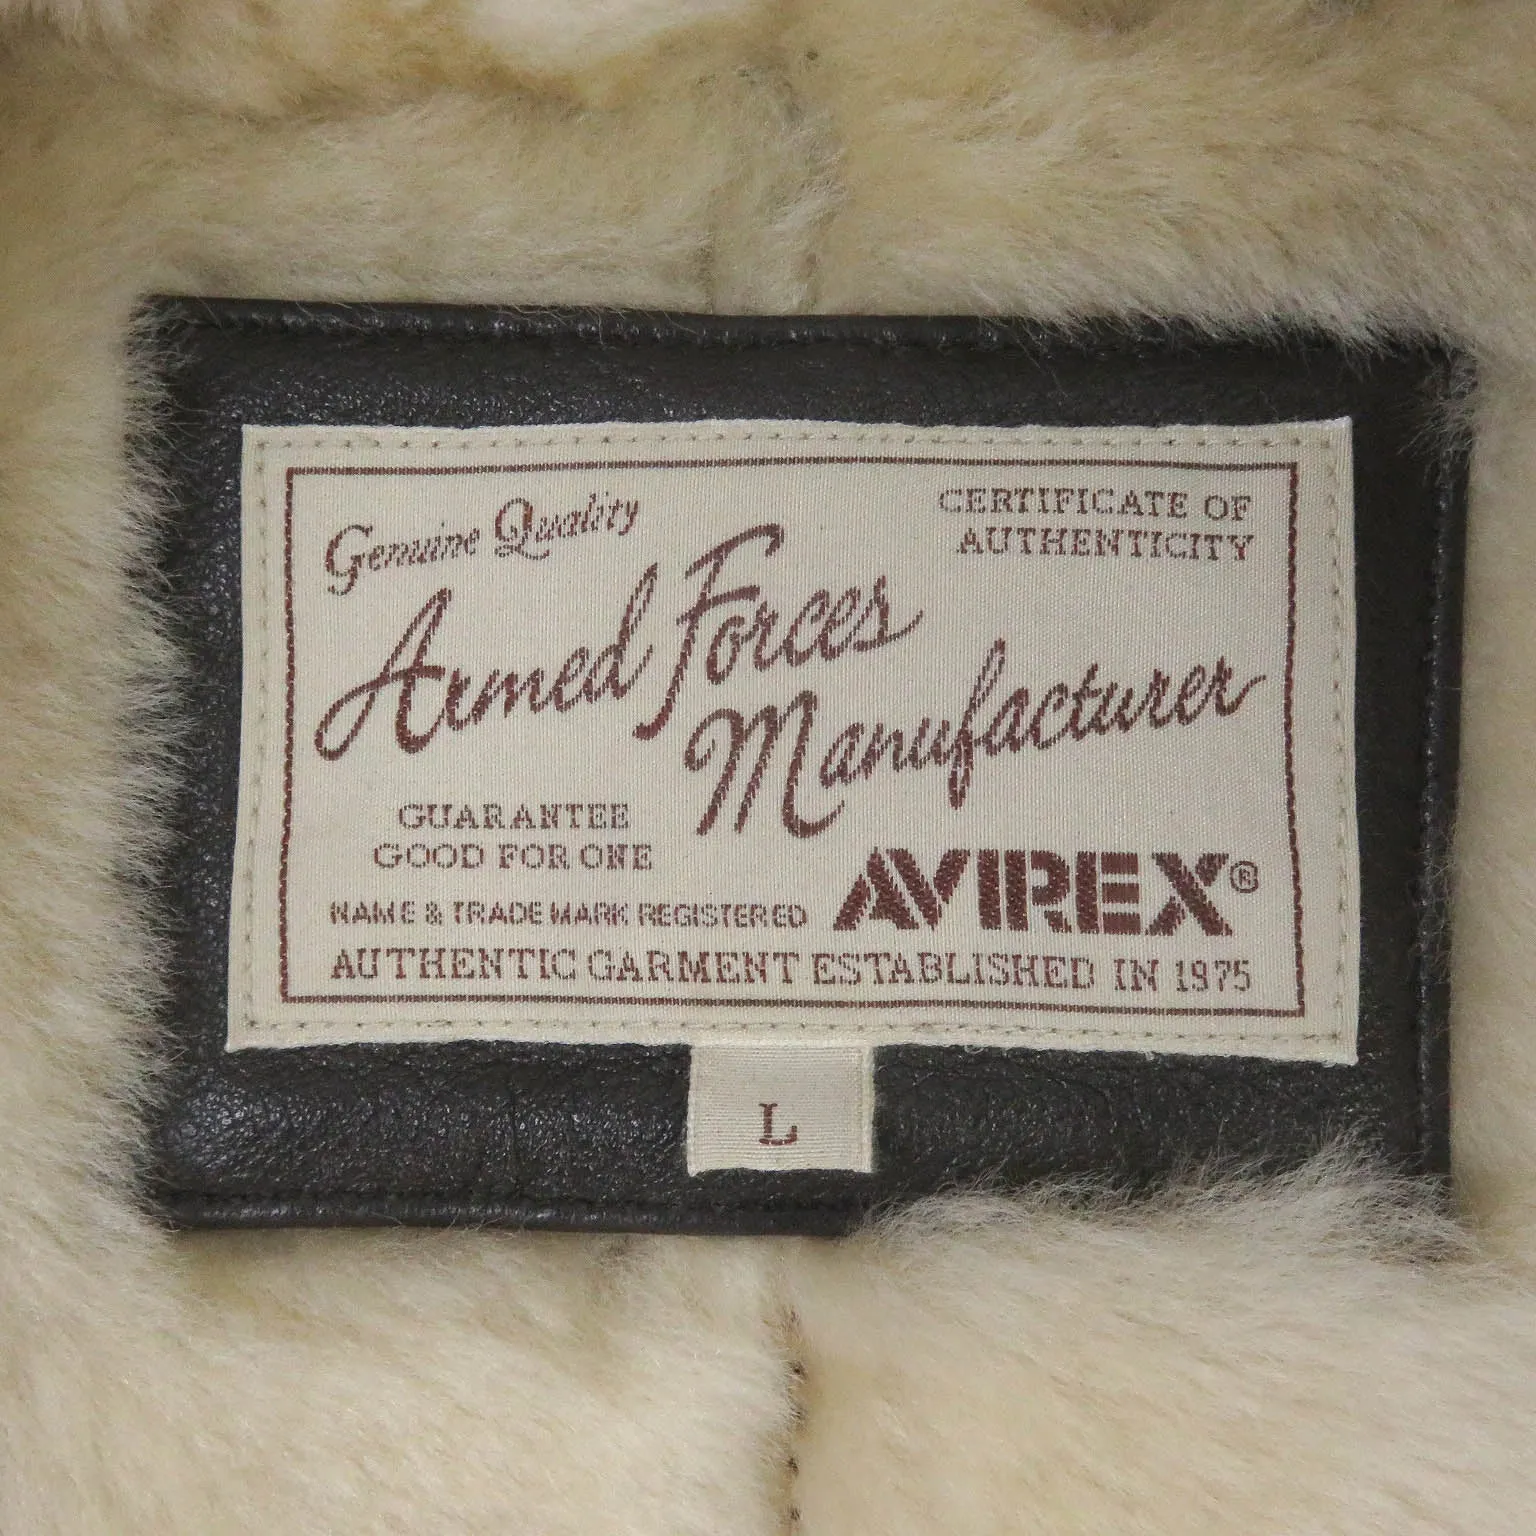 Genuine Quality
CERTIFICATE OF
AUTHENTICITY
Armed Forces
Manufacturer
GUARANTEE
GOOD FOR ONE
AVIREX®
NAME & TRADE MARK REGISTERED
AUTHENTIC GARMENT ESTABLISHED IN 1975
L